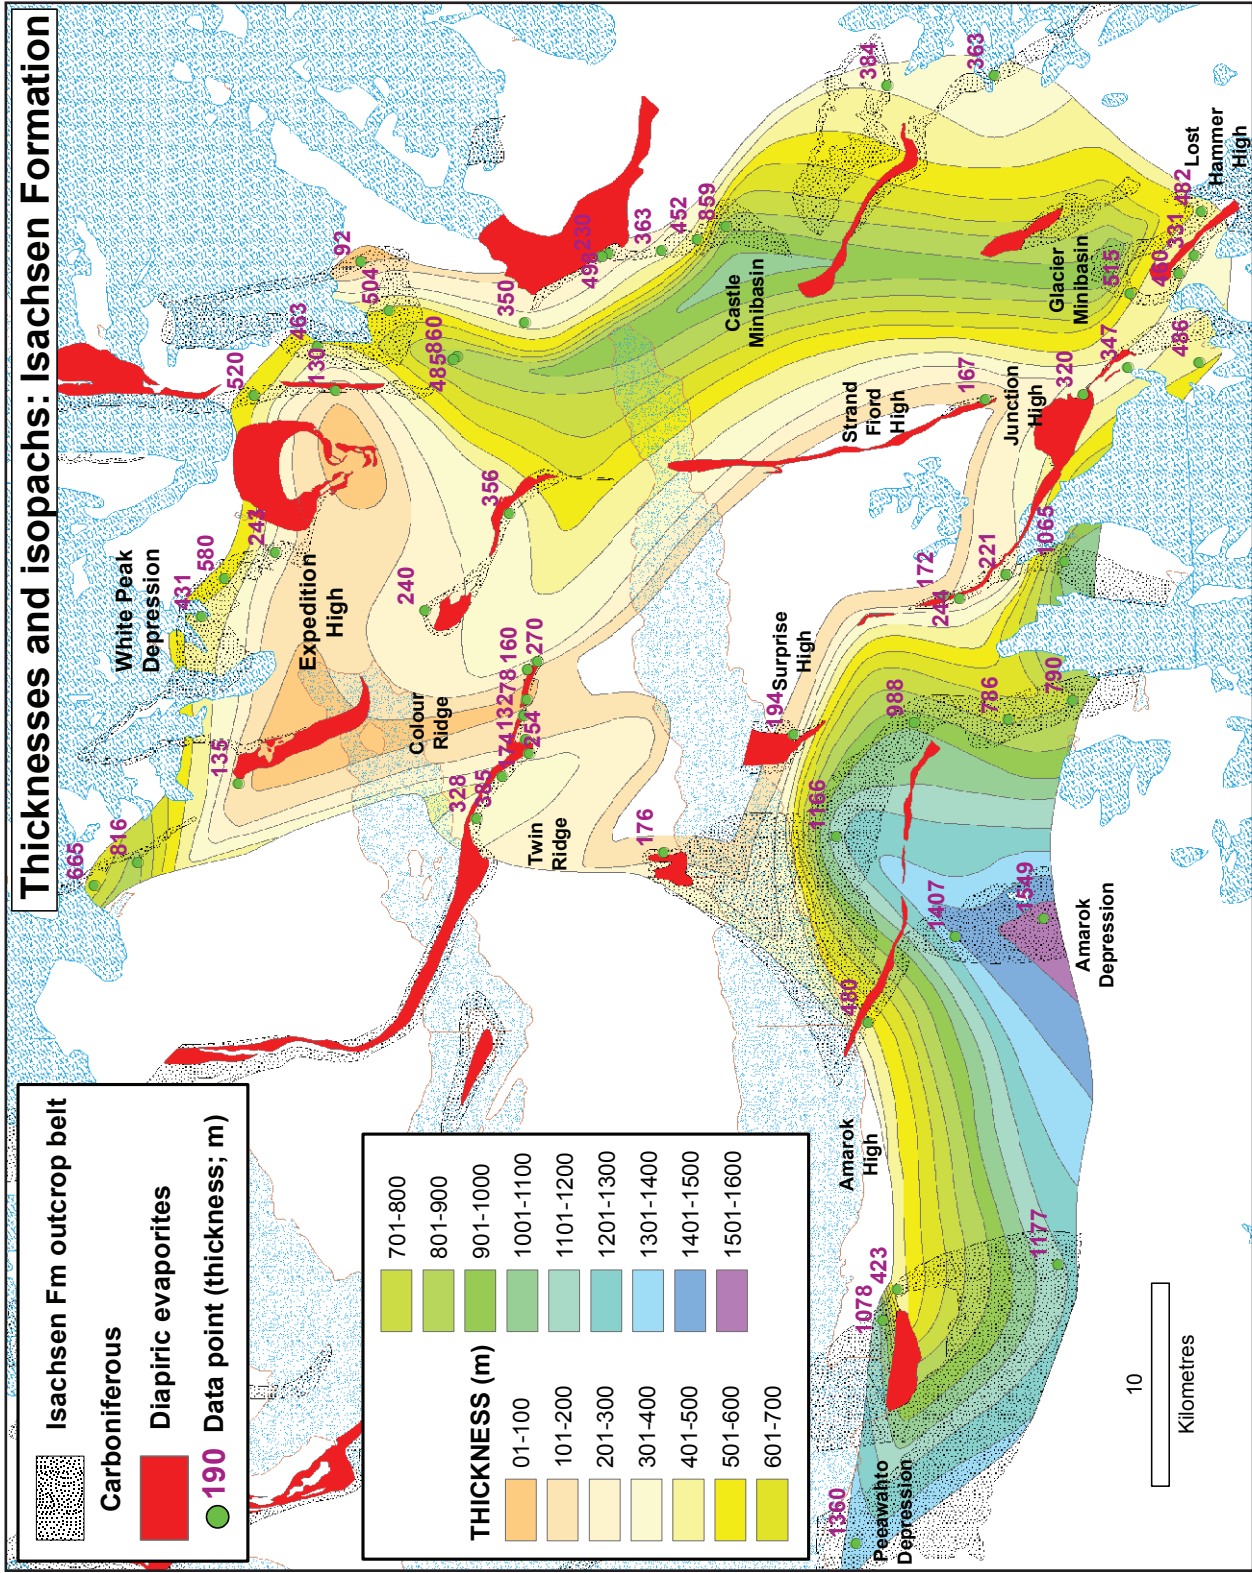 Thicknesses and isopachs: Isachsen Formation
Isachsen Fm outcrop belt
Carboniferous
Diapiric evaporites
190 Data point (thickness; m)
THICKNESS (m)
01-100
101-200
201-300
301-400
401-500
501-600
601-700
701-800
801-900
901-1000
1001-1100
1101-1200
1201-1300
1301-1400
1401-1500
1501-1600
10
Kilometres
665
816
135
White Peak
Depression
431
580
520
463
130
504
92
Expedition
High
Colour
Ridge
240
356
485
860
350
230
363
452
859
328
385
174
132
278
160
270
254
Twin
Ridge
176
194
Surprise
High
Castle
Minibasin
Strand
Fiord
High
167
384
363
Glacier
Minibasin
515
460
331
482
Lost
Hammer
High
Junction
High
320
347
486
172
244
221
1065
988
786
790
1166
1407
1549
Amarok
Depression
480
Amarok
High
423
1078
1177
1360
Peeawahto
Depression